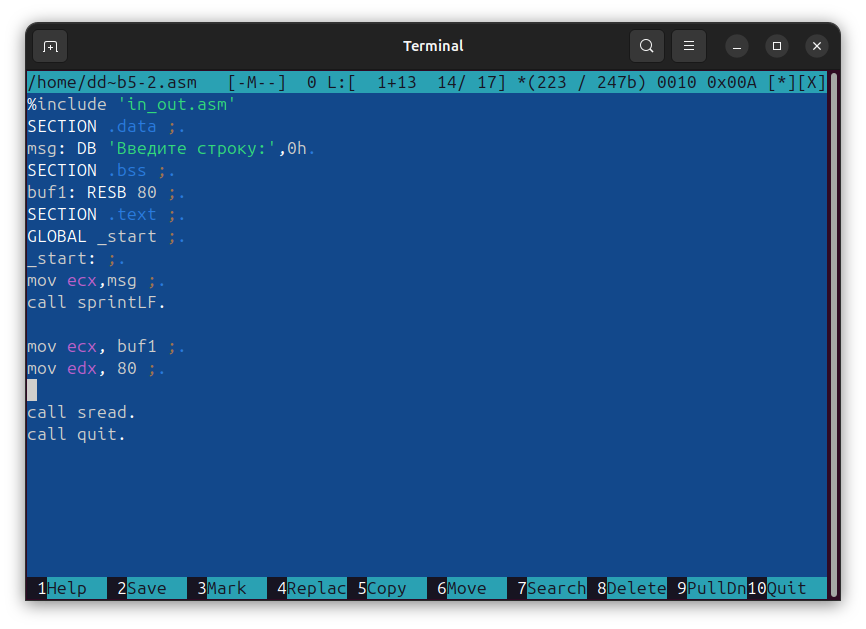 Terminal
/home/dd~b5-2.asm   [-M--]  0 L:[  1+13  14/ 17] *(223 / 247b) 0010 0x00A [*][X]
%include 'in_out.asm'
SECTION .data ;.
msg: DB 'Введите строку:',0h.
SECTION .bss ;.
buf1: RESB 80 ;.
SECTION .text ;.
GLOBAL _start ;.
_start: ;.
mov ecx,msg ;.
call sprintLF.
mov ecx, buf1 ;.
mov edx, 80 ;.
call sread.
call quit.
1Help 2Save 3Mark 4Replac 5Copy 6Move 7Search 8Delete 9PullDn 10Quit